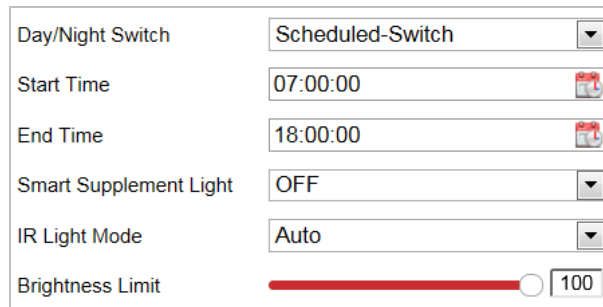 Day/Night Switch Scheduled-Switch
Start Time 07:00:00
End Time 18:00:00
Smart Supplement Light OFF
IR Light Mode Auto
Brightness Limit 100